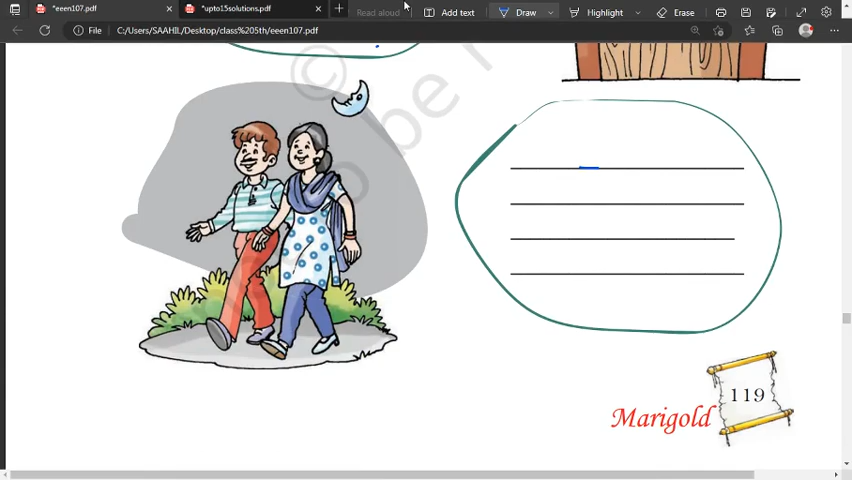 *eeen107.pdf
*upto15solutions.pdf
Read aloud
Add text
Draw
Highlight
Erase
File
C:/Users/SAAHIL/Desktop/class%205th/eeen107.pdf
©
o be r
Marigold
119